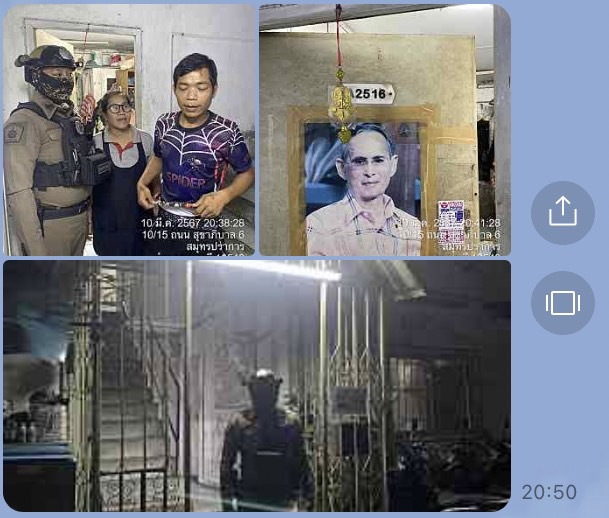 SPIDER
10 มี.ค. 2567 20:38:28
10/15 ถนน สุขาภิบาล 6
สมุทรปราการ
A2516
20:41:28
10/15 ถนน สุขาภิบาล 6
สมุทรปราการ
20:50